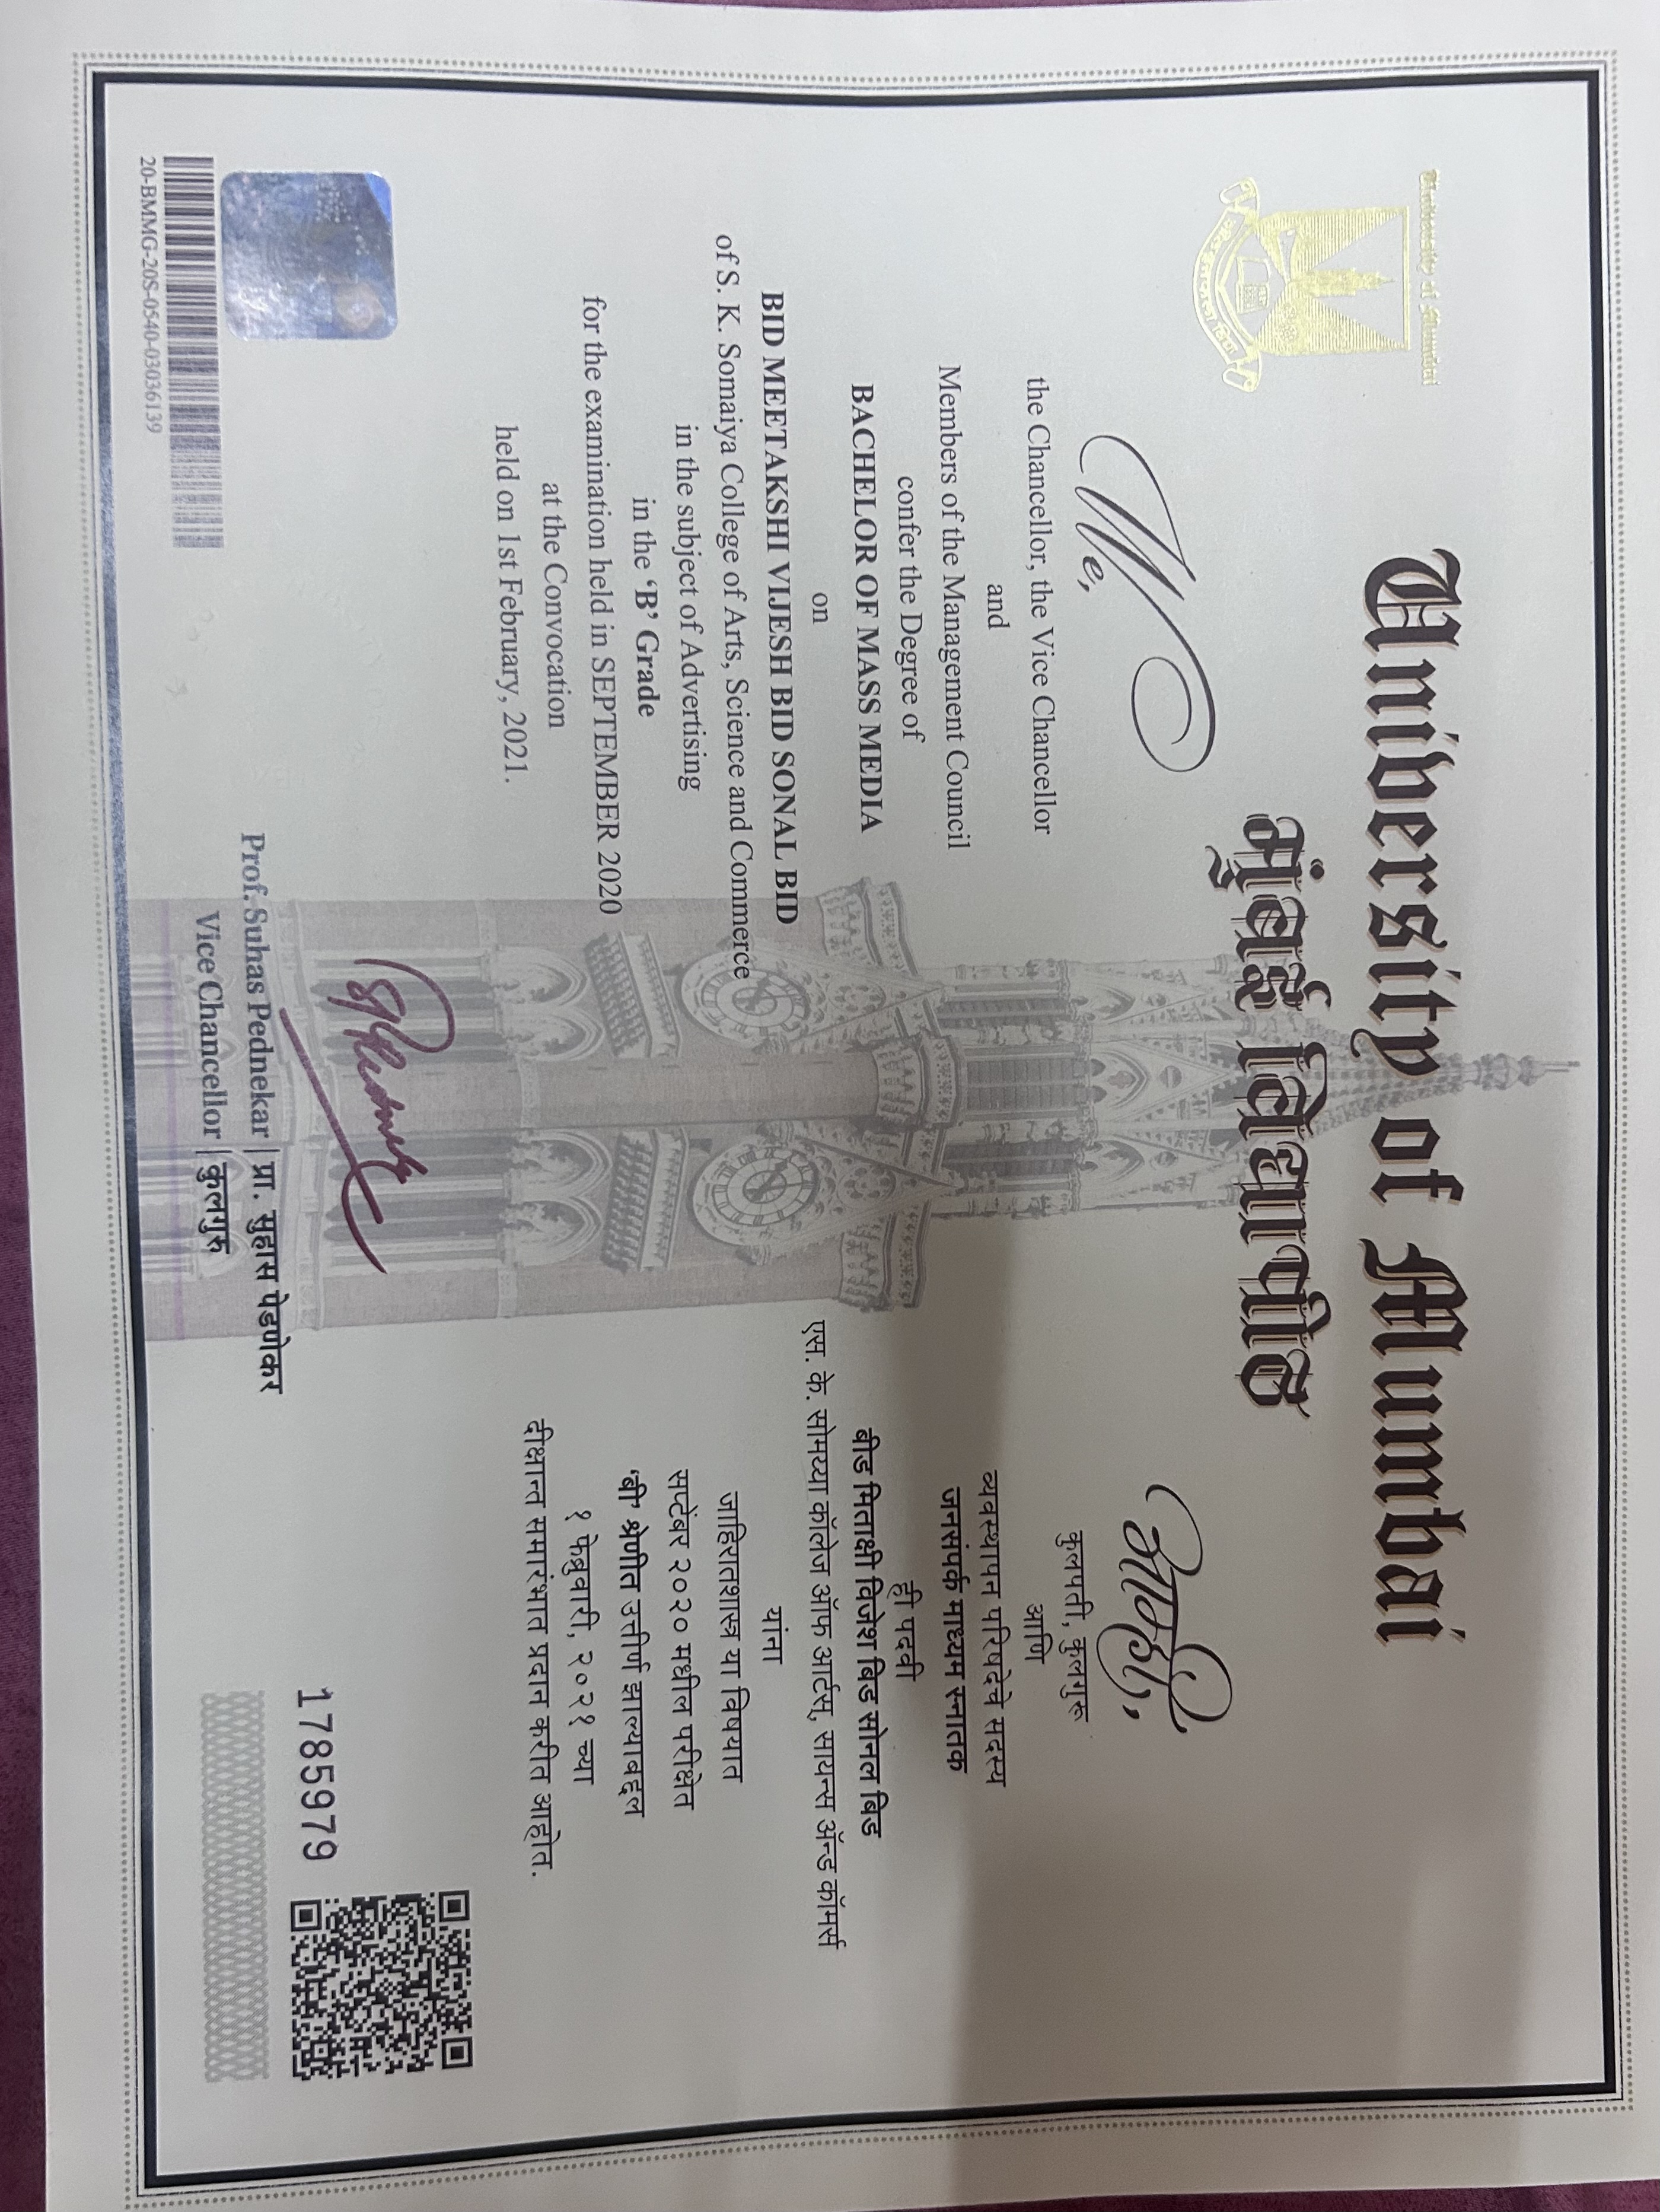 University of Mumbai
मुंबई विद्यापीठ
University of Mumbai
We,
the Chancellor, the Vice Chancellor
and
Members of the Management Council
confer the Degree of
BACHELOR OF MASS MEDIA
on
BID MEETAKSHI VIJESH BID SONAL BID
of S. K. Somaiya College of Arts, Science and Commerce
in the subject of Advertising
in the ‘B’ Grade
for the examination held in SEPTEMBER 2020
at the Convocation
held on 1st February, 2021.
आम्ही,
कुलपती, कुलगुरू
आणि
व्यवस्थापन परिषदेचे सदस्य
जनसंपर्क माध्यम स्नातक
ही पदवी
बीड मिताक्षी विजेश बिड सोनल बिड
एस. के. सोमय्या कॉलेज ऑफ आर्टस्, सायन्स ॲन्ड कॉमर्स
यांना
जाहिरातशास्त्र या विषयात
सप्टेंबर २०२० मधील परीक्षेत
‘बी’ श्रेणीत उत्तीर्ण झाल्याबद्दल
१ फेब्रुवारी, २०२१ च्या
दीक्षान्त समारंभात प्रदान करीत आहोत.
Prof. Suhas Pednekar | प्रा. सुहास पेडणेकर
Vice Chancellor | कुलगुरू
20-BMMG-20S-0540-03036139
1785979